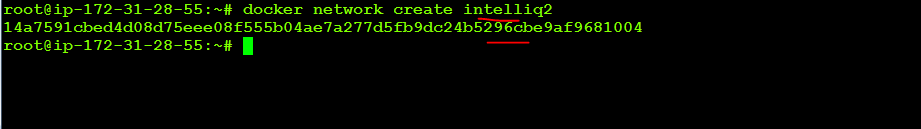 root@ip-172-31-28-55:~# docker network create intelliq2
14a7591cbed4d08d75eee08f555b04ae7a277d5fb9dc24b5296cbe9af9681004
root@ip-172-31-28-55:~#